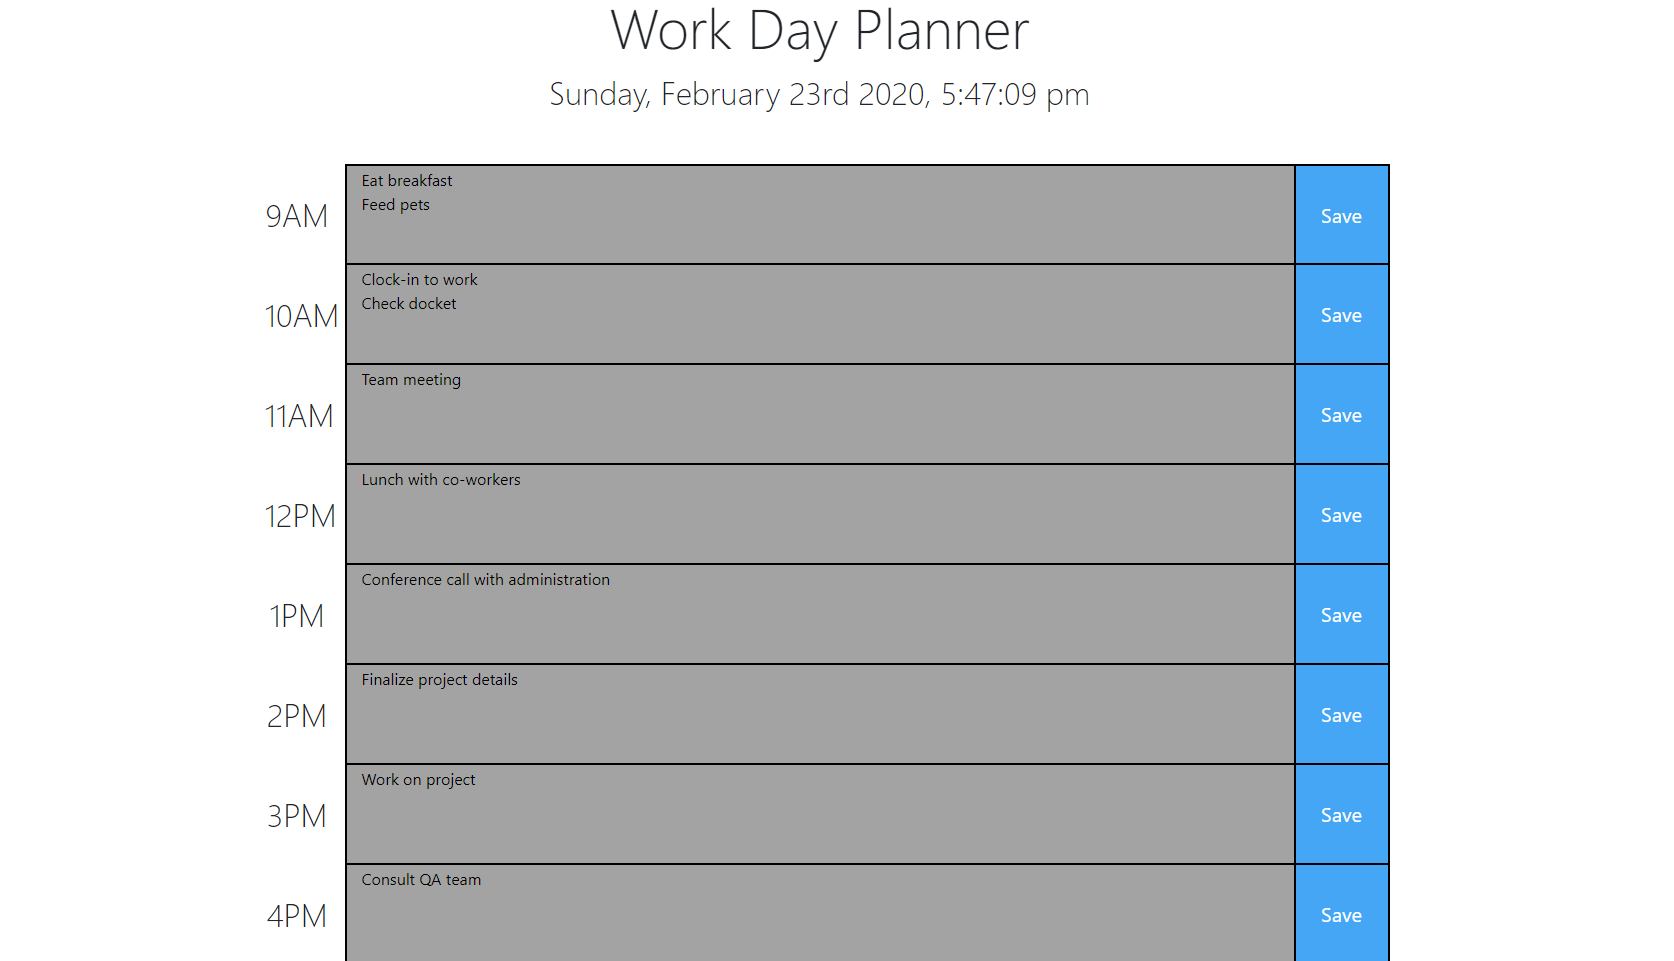 Work Day Planner
Sunday, February 23rd 2020, 5:47:09 pm
9AM
Eat breakfast
Feed pets
Save
10AM
Clock-in to work
Check docket
Save
11AM
Team meeting
Save
12PM
Lunch with co-workers
Save
1PM
Conference call with administration
Save
2PM
Finalize project details
Save
3PM
Work on project
Save
4PM
Consult QA team
Save